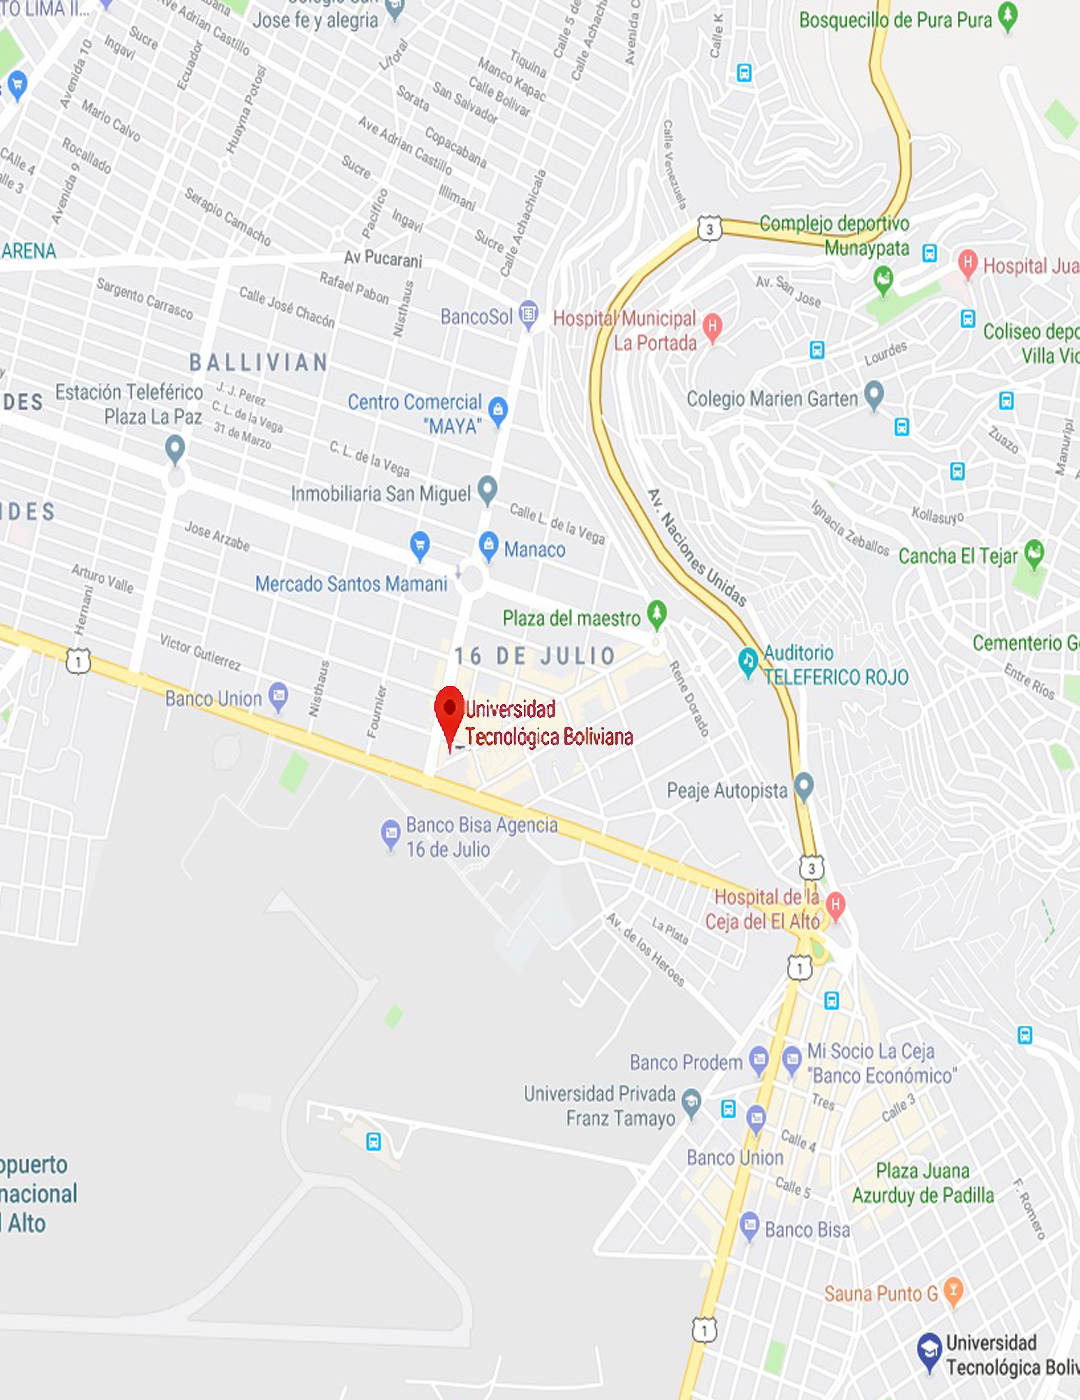 TO LIMA II...
Jose fe y alegria
Sucre
Ingavi
Ave Adrian Castillo
Ecuador
Avenida 10
Huayna Potosi
Litoral
Calle 5 de
Calle Achac
Avenida C
Calle K
Bosquecillo de Pura Pura
Tiquina
Manco Kapac
Calle Bolivar
San Salvador
Sorata
Mario Calvo
Ave Adrian Castillo
Copacabana
Rocallado
CAlle 4
alle 3
Avenida 9
Sucre
Illimani
Serapio Camacho
Pacífico
Ingavi
Sucre
Calle Achachicala
Calle Venezuela
3
Complejo deportivo
Munaypata
ARENA
Av Pucarani
Hospital Jua
Sargento Carrasco
Rafael Pabon
Calle José Chacón
Nisthaus
Av. San Jose
BancoSol
Hospital Municipal
La Portada
Coliseo depo
Villa Vic
BALLIVIAN
Lourdes
Estación Teleférico
Plaza La Paz
DES
J. J. Perez
C. L. de la Vega
31 de Marzo
Centro Comercial
"MAYA"
Colegio Marien Garten
Zuazo
Manuripi
C. L. de la Vega
Inmobiliaria San Miguel
IDES
Calle L. de la Vega
Av. Naciones Unidas
Ignacia Zeballos
Kollasuyo
Jose Arzabe
Manaco
Cancha El Tejar
Arturo Valle
Mercado Santos Mamani
Hernani
Plaza del maestro
Cementerio Ge
Victor Gutierrez
16 DE JULIO
Auditorio
TELEFERICO ROJO
1
Entre Ríos
Rene Dorado
Banco Union
Nisthaus
Fournier
Universidad
Tecnológica Boliviana
Peaje Autopista
Banco Bisa Agencia
16 de Julio
3
Hospital de la
Ceja del El Alto
La Plata
Av. de los Heroes
1
Banco Prodem
Mi Socio La Ceja
"Banco Económico"
Universidad Privada
Franz Tamayo
Tres
Calle 3
Calle 4
Banco Union
opuerto
nacional
l Alto
Calle 5
Plaza Juana
Azurduy de Padilla
F. Romero
Banco Bisa
Sauna Punto G
1
Universidad
Tecnológica Boliv